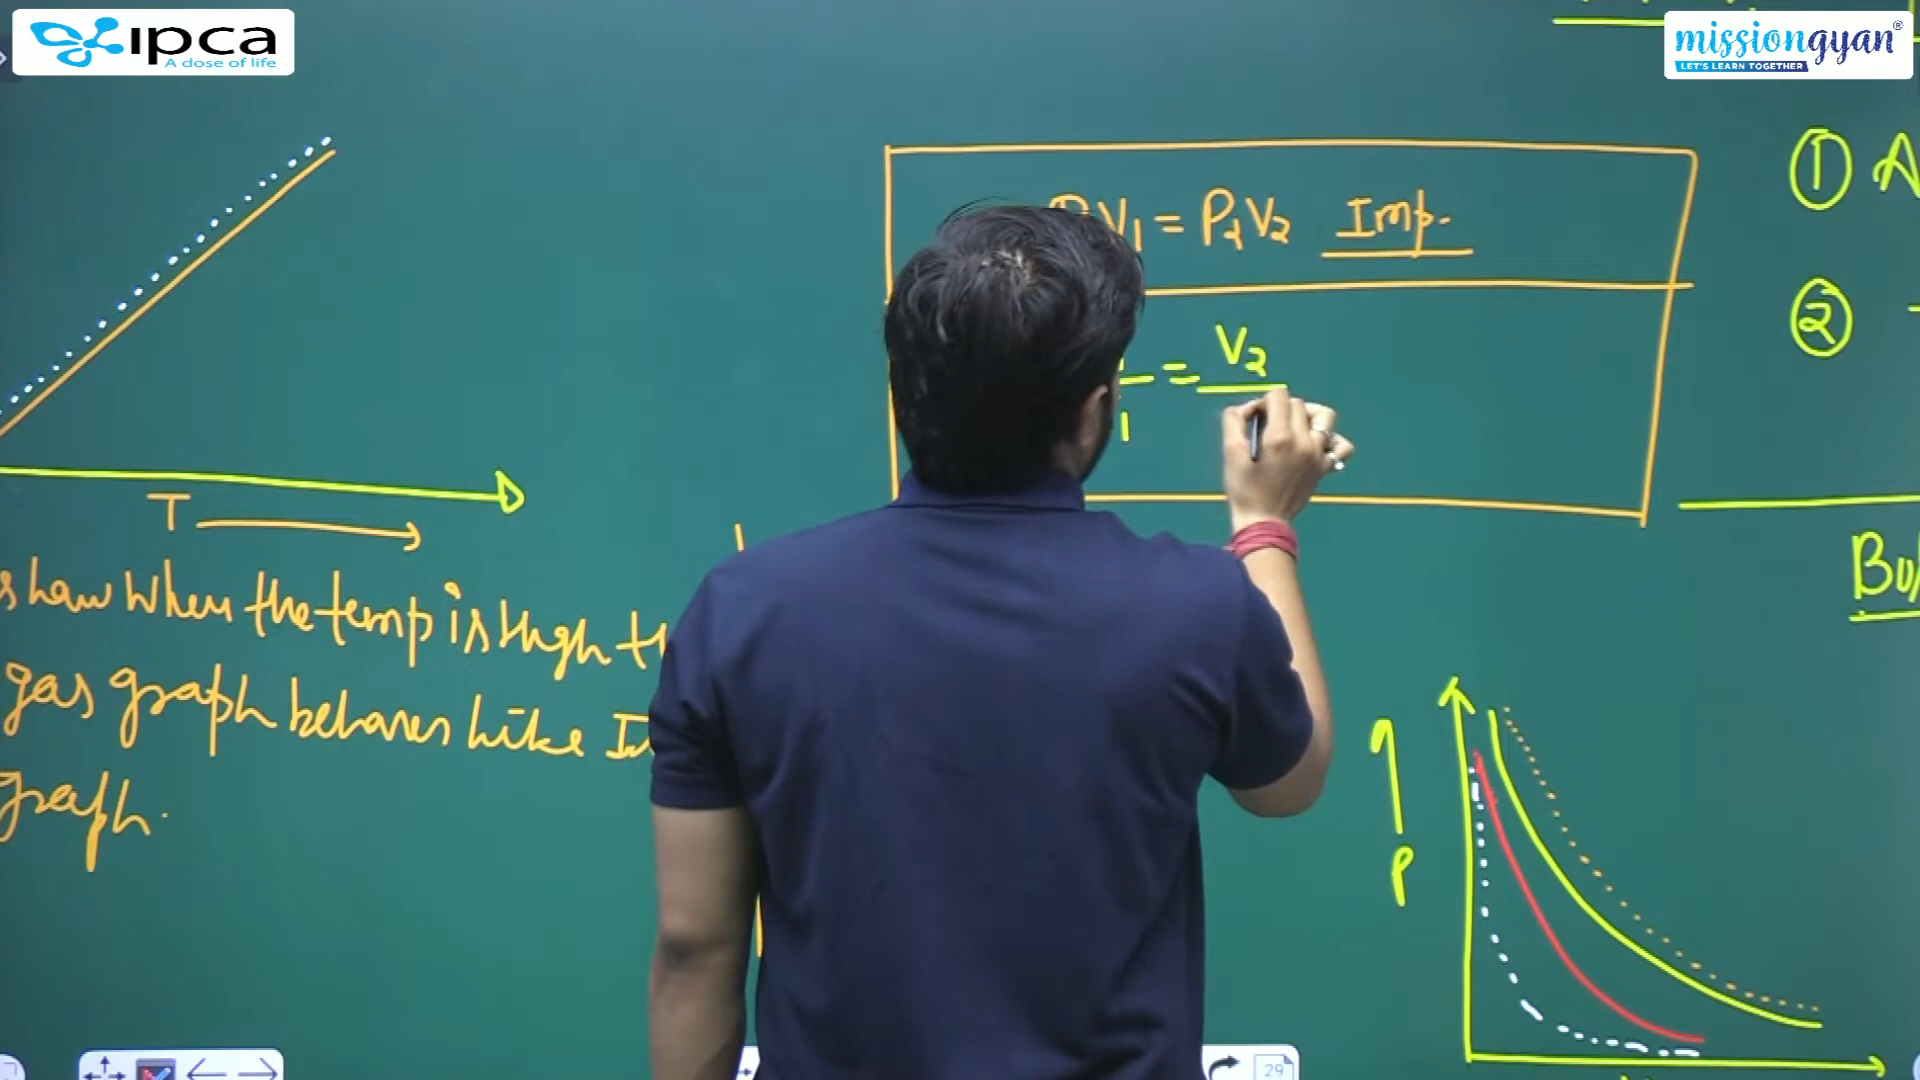 ipca
A dose of life
missiongyan®
LET'S LEARN TOGETHER
V1 = P2V2 Imp.
1
2
V2
=
1
T
Law when the temp is High
gas graph behaves like
graph.
P
29